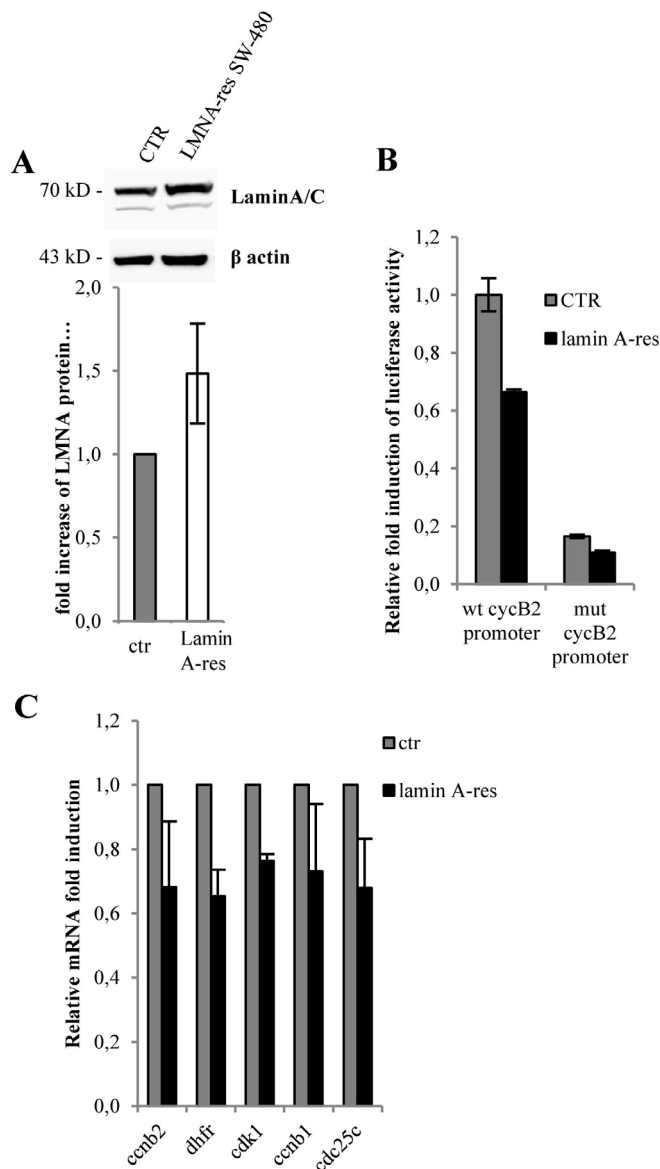 A
CTR
LMNA-res SW-480
70 kD -
LaminA/C
43 kD -
β actin
fold increase of LMNA protein...
2,0
1,5
1,0
0,5
0,0
ctr
Lamin
A-res
B
Relative fold induction of luciferase activity
1,2
1,0
0,8
0,6
0,4
0,2
0,0
CTR
lamin A-res
wt cycB2
promoter
mut
cycB2
promoter
C
Relative mRNA fold induction
1,2
1,0
0,8
0,6
0,4
0,2
0,0
ctr
lamin A-res
ccnb2
dhfr
cdk1
ccnb1
cdc25c